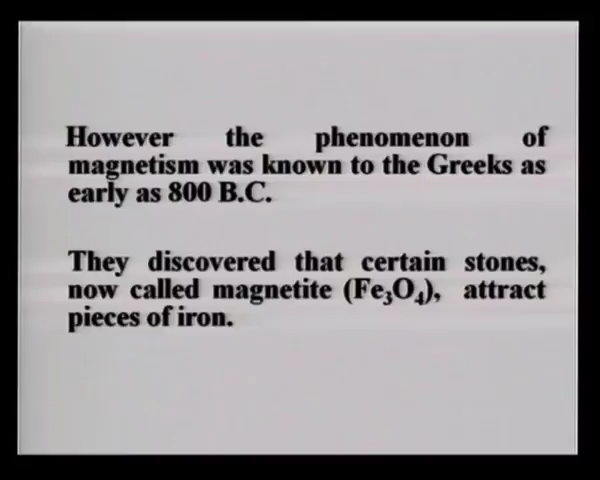 However the phenomenon of
magnetism was known to the Greeks as
early as 800 B.C.
They discovered that certain stones,
now called magnetite (Fe₃O₄), attract
pieces of iron.